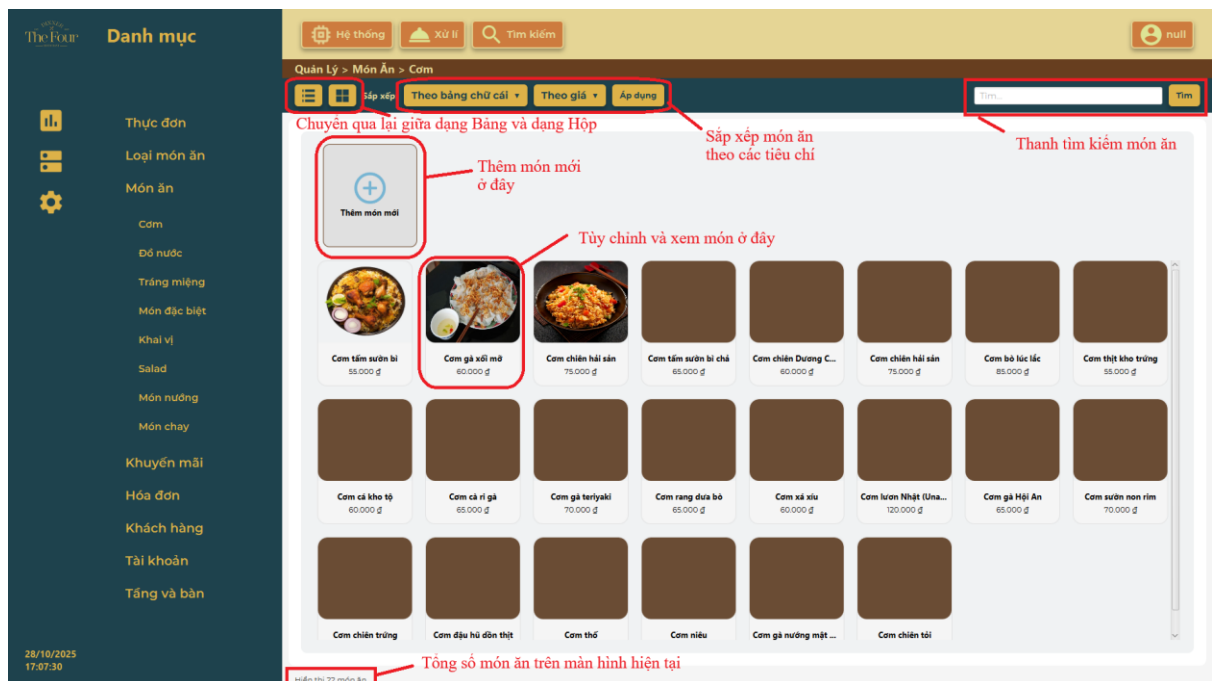 The Four
Danh mục
Hệ thống
Xử lí
Tìm kiếm
null
Quản Lý > Món Ăn > Cơm
Sắp xếp
Theo bảng chữ cái
Theo giá
Áp dụng
Tìm...
Tìm
Chuyển qua lại giữa dạng Bảng và dạng Hộp
Sắp xếp món ăn
theo các tiêu chí
Thanh tìm kiếm món ăn
Thực đơn
Loại món ăn
Món ăn
Cơm
Đồ nước
Tráng miệng
Món đặc biệt
Khai vị
Salad
Món nướng
Món chay
Khuyến mãi
Hóa đơn
Khách hàng
Tài khoản
Tầng và bàn
28/10/2025
17:07:30
Thêm món mới
Thêm món mới
ở đây
Tùy chỉnh và xem món ở đây
Cơm tấm sườn bì
55.000 ₫
Cơm gà xối mỡ
60.000 ₫
Cơm chiên hải sản
75.000 ₫
Cơm tấm sườn bì chả
65.000 ₫
Cơm chiên Dương C...
60.000 ₫
Cơm chiên hải sản
75.000 ₫
Cơm bò lúc lắc
85.000 ₫
Cơm thịt kho trứng
55.000 ₫
Cơm cá kho tộ
60.000 ₫
Cơm cà ri gà
65.000 ₫
Cơm gà teriyaki
70.000 ₫
Cơm rang dưa bò
65.000 ₫
Cơm xá xíu
60.000 ₫
Cơm lươn Nhật (Una...
120.000 ₫
Cơm gà Hội An
65.000 ₫
Cơm sườn non rim
70.000 ₫
Cơm chiên trứng
Cơm đậu hũ dồn thịt
Cơm thố
Cơm niêu
Cơm gà nướng mật ...
Cơm chiên tỏi
Tổng số món ăn trên màn hình hiện tại
Hiển thị 22 món ăn